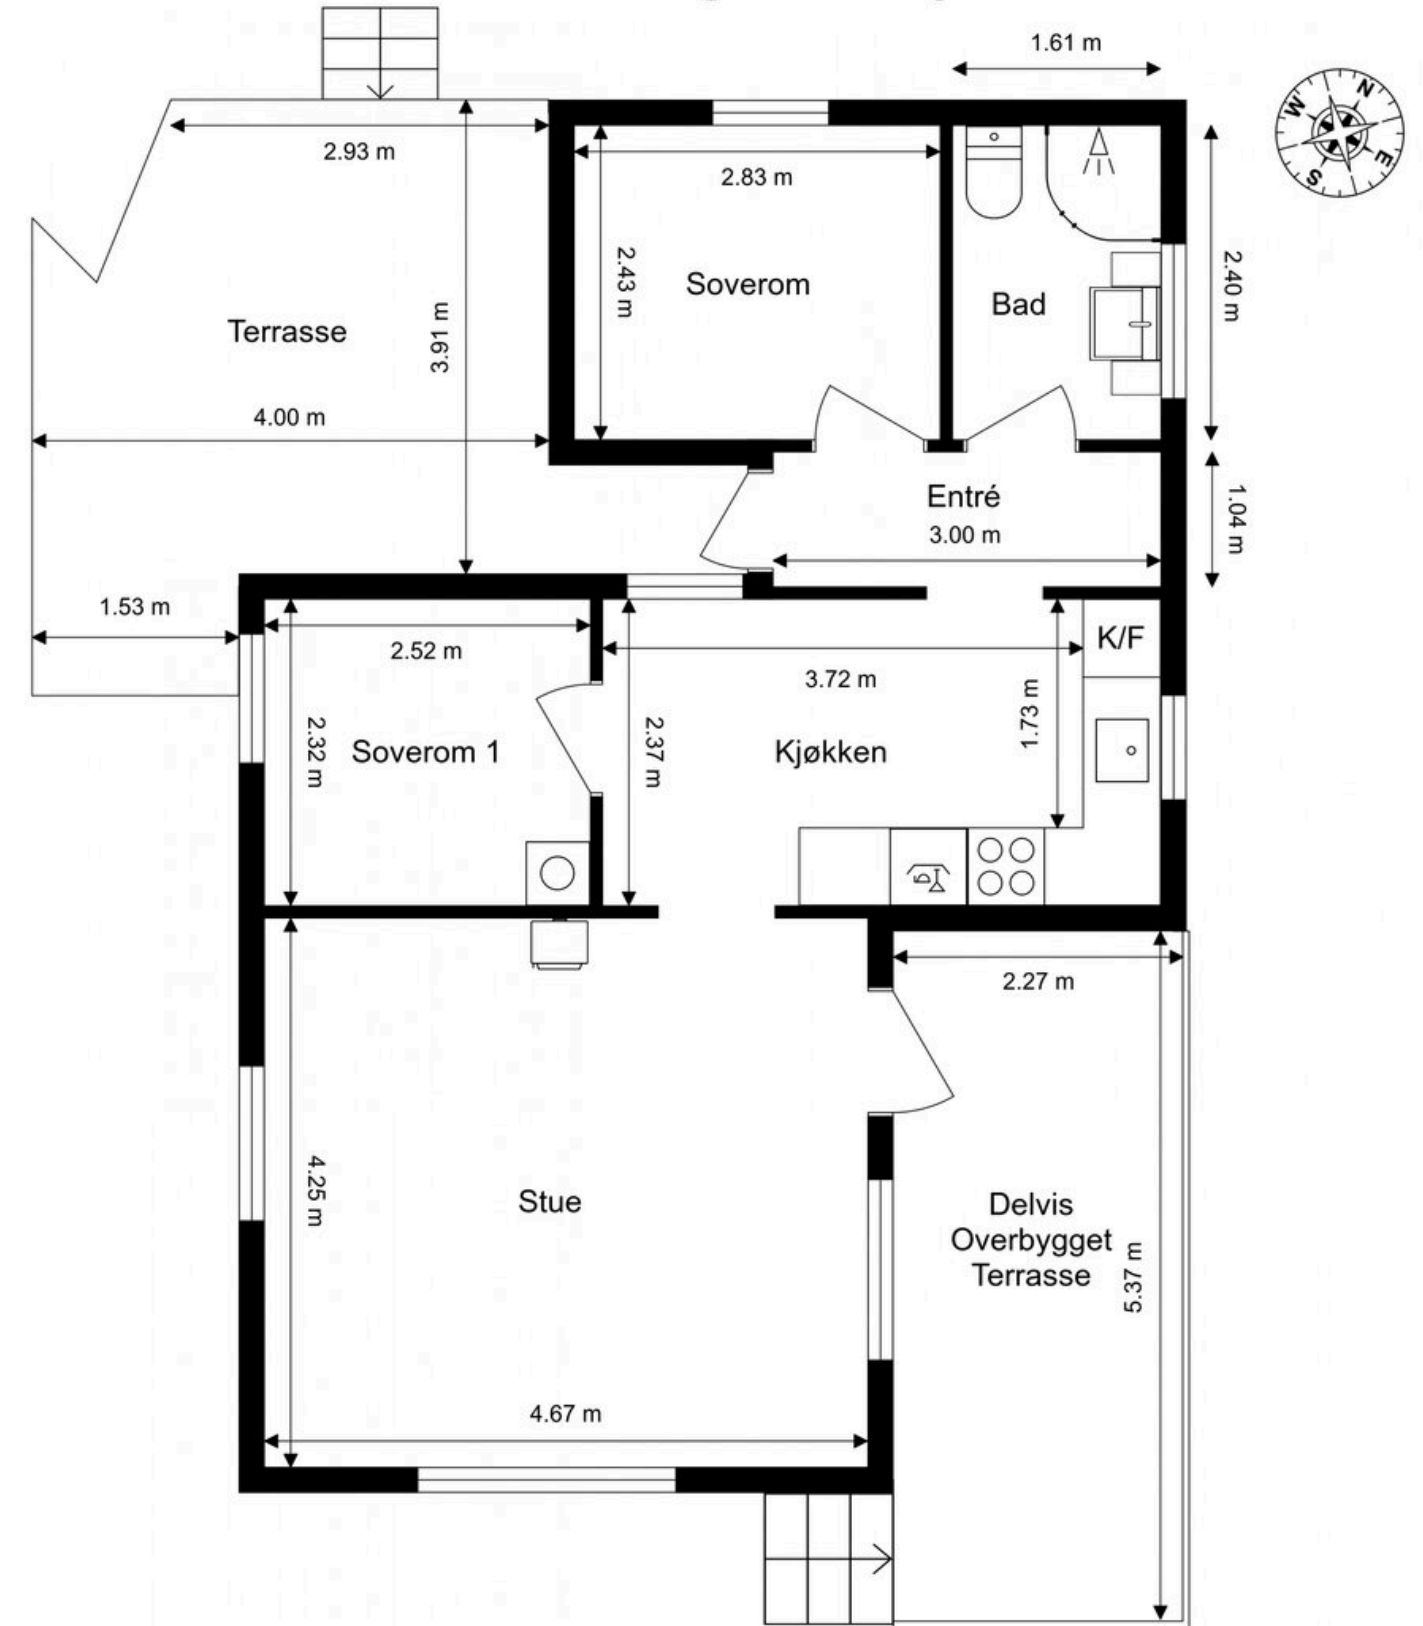 1.61 m
N
W
E
S
2.93 m
2.83 m
2.43 m
Soverom
Bad
2.40 m
Terrasse
3.91 m
4.00 m
Entré
3.00 m
1.04 m
1.53 m
2.52 m
K/F
3.72 m
1.73 m
2.32 m
Soverom 1
2.37 m
Kjøkken
2.27 m
4.25 m
Stue
Delvis
Overbygget
Terrasse
5.37 m
4.67 m